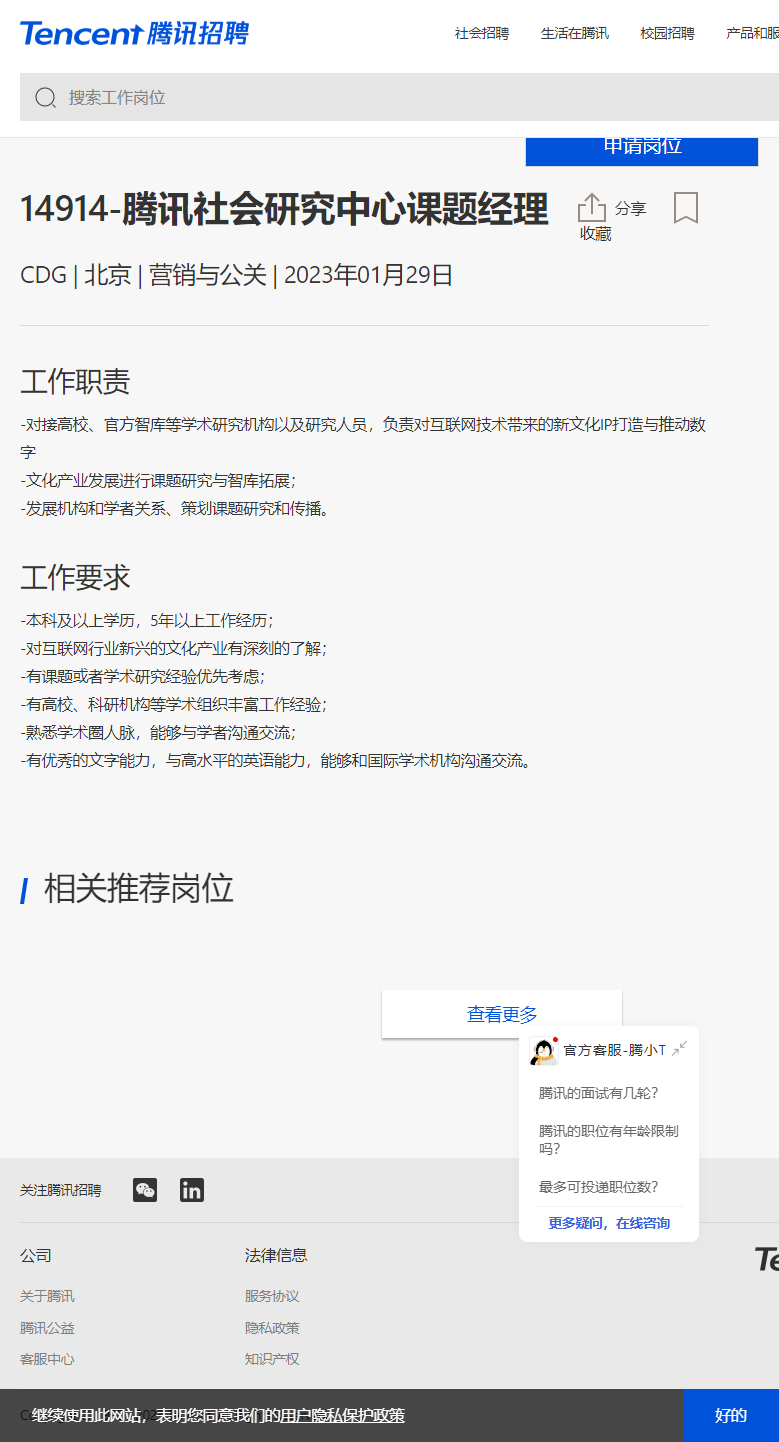 Tencent 腾讯招聘
社会招聘 生活在腾讯 校园招聘 产品和服
搜索工作岗位
申请岗位
14914-腾讯社会研究中心课题经理
分享
收藏
CDG | 北京 | 营销与公关 | 2023年01月29日
工作职责
-对接高校、官方智库等学术研究机构以及研究人员，负责对互联网技术带来的新文化IP打造与推动数
字
-文化产业发展进行课题研究与智库拓展；
-发展机构和学者关系、策划课题研究和传播。
工作要求
-本科及以上学历，5年以上工作经历；
-对互联网行业新兴的文化产业有深刻的了解；
-有课题或者学术研究经验优先考虑；
-有高校、科研机构等学术组织丰富工作经验；
-熟悉学术圈人脉，能够与学者沟通交流；
-有优秀的文字能力，与高水平的英语能力，能够和国际学术机构沟通交流。
相关推荐岗位
查看更多
官方客服-腾小T
腾讯的面试有几轮？
腾讯的职位有年龄限制
吗？
最多可投递职位数？
更多疑问，在线咨询
关注腾讯招聘
公司 法律信息
Te
关于腾讯 服务协议
腾讯公益 隐私政策
客服中心 知识产权
继续使用此网站，表明您同意我们的用户隐私保护政策
好的